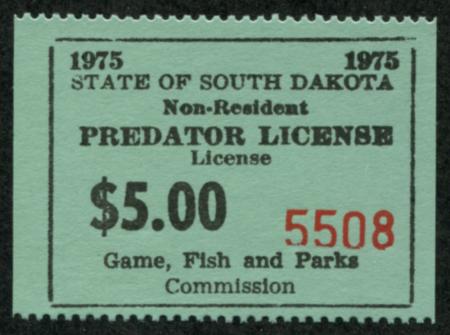 1975 1975
STATE OF SOUTH DAKOTA
Non-Resident
PREDATOR LICENSE
License
$5.00 5508
Game, Fish and Parks
Commission